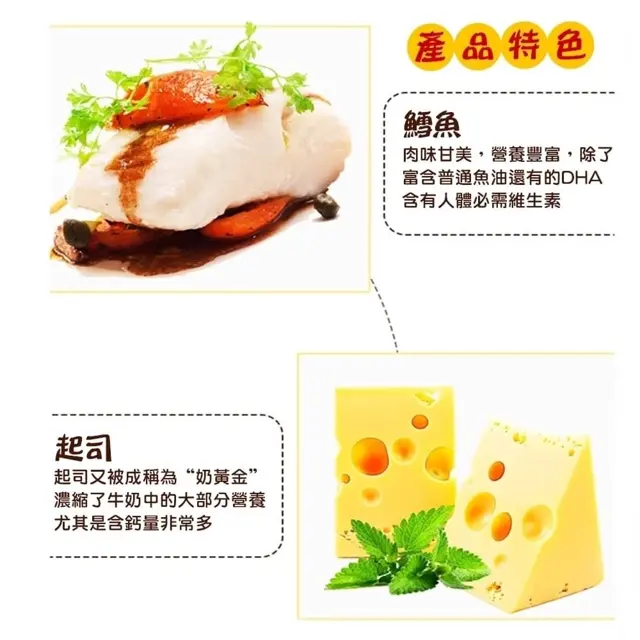 產品特色
鱈魚
肉味甘美，營養豐富，除了
富含普通魚油還有的DHA
含有人體必需維生素
起司
起司又被成稱為“奶黃金”
濃縮了牛奶中的大部分營養
尤其是含鈣量非常多